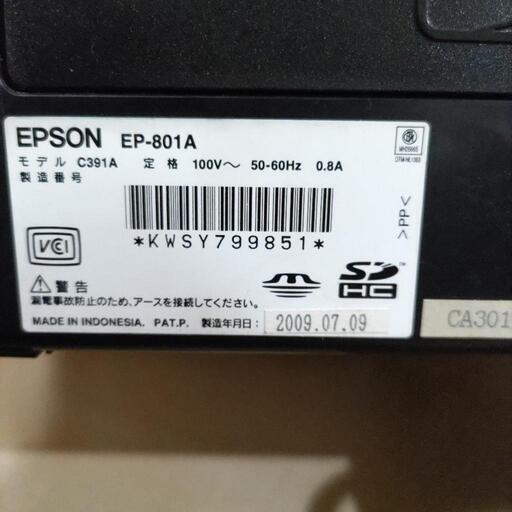 EPSON EP-801A
モデル C391A 定格 100V～ 50-60Hz 0.8A
製造番号
*KWSY799851*
VCI
SD HC
⚠警告
漏電事故防止のため、アースを接続してください。
MADE IN INDONESIA. PAT.P. 製造年月日: 2009.07.09
>PP<
CA301